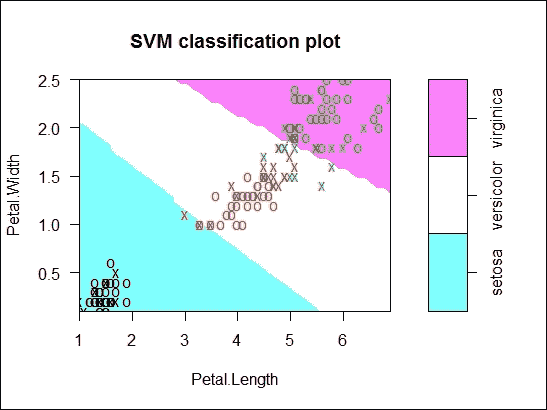 SVM classification plot
2.5
2.0
1.5
1.0
0.5
Petal.Width
1 2 3 4 5 6
Petal.Length
virginica
versicolor
setosa